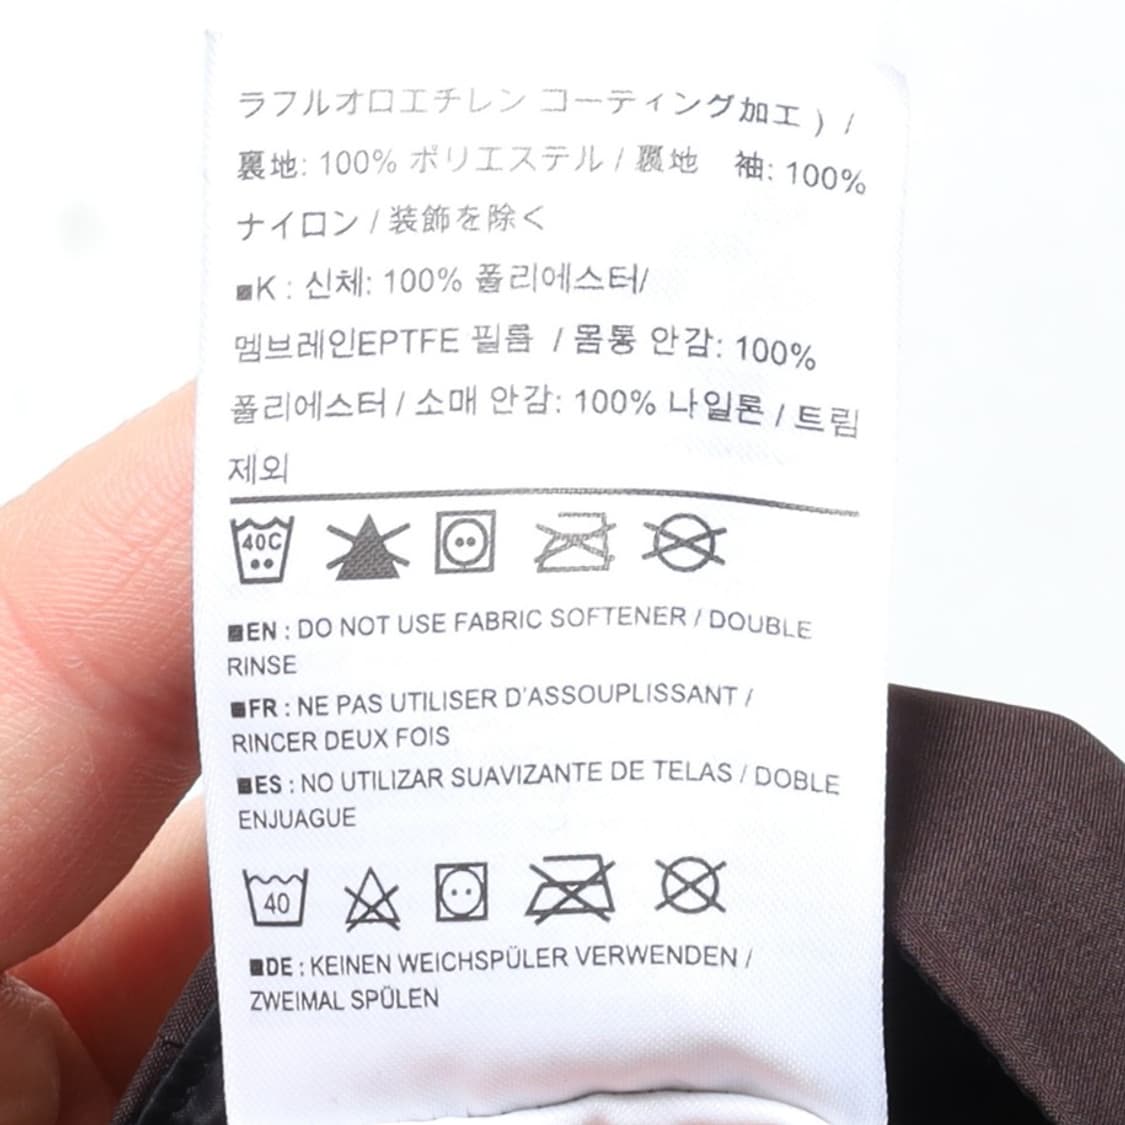 ラフルオロエチレン コーティング加工 ) /
裏地: 100% ポリエステル / 裏地 袖: 100%
ナイロン / 装飾を除く
■K : 신체: 100% 폴리에스터/
멤브레인EPTFE 필름 / 몸통 안감: 100%
폴리에스터 / 소매 안감: 100% 나일론 / 트림
제외
40C
■EN : DO NOT USE FABRIC SOFTENER / DOUBLE
RINSE
■FR : NE PAS UTILISER D'ASSOUPLISSANT /
RINCER DEUX FOIS
■ES : NO UTILIZAR SUAVIZANTE DE TELAS / DOBLE
ENJUAGUE
40
■DE : KEINEN WEICHSPÜLER VERWENDEN /
ZWEIMAL SPÜLEN